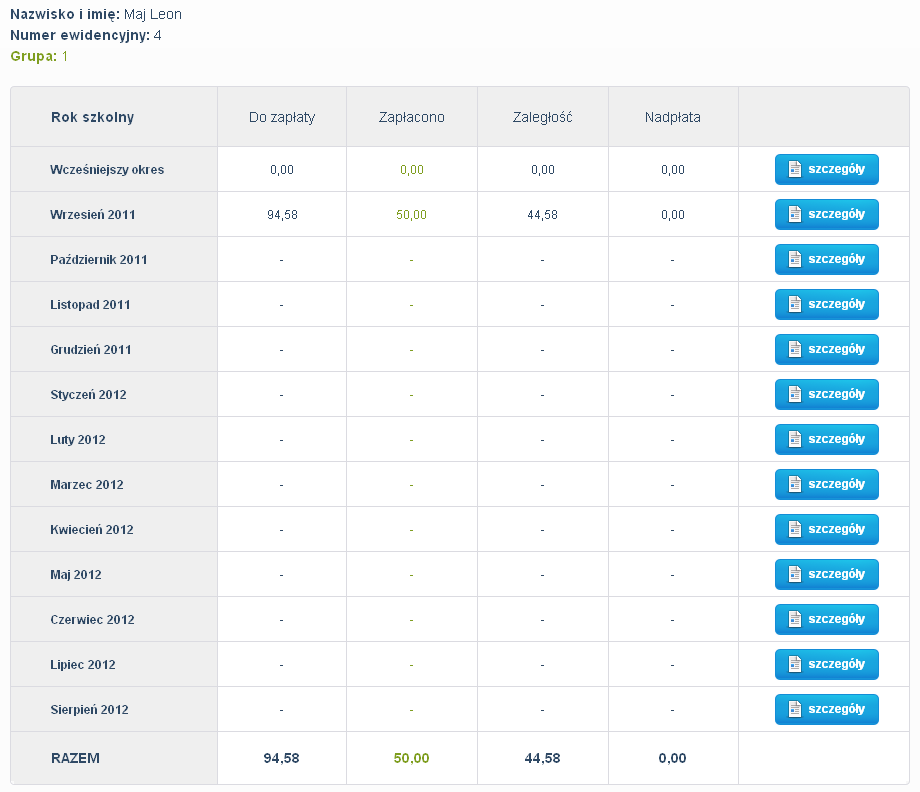 Nazwisko i imię: Maj Leon
Numer ewidencyjny: 4
Grupa: 1
Rok szkolny Do zapłaty Zapłacono Zaległość Nadpłata
Wcześniejszy okres 0,00 0,00 0,00 0,00 szczegóły
Wrzesień 2011 94,58 50,00 44,58 0,00 szczegóły
Październik 2011 - - - - szczegóły
Listopad 2011 - - - - szczegóły
Grudzień 2011 - - - - szczegóły
Styczeń 2012 - - - - szczegóły
Luty 2012 - - - - szczegóły
Marzec 2012 - - - - szczegóły
Kwiecień 2012 - - - - szczegóły
Maj 2012 - - - - szczegóły
Czerwiec 2012 - - - - szczegóły
Lipiec 2012 - - - - szczegóły
Sierpień 2012 - - - - szczegóły
RAZEM 94,58 50,00 44,58 0,00